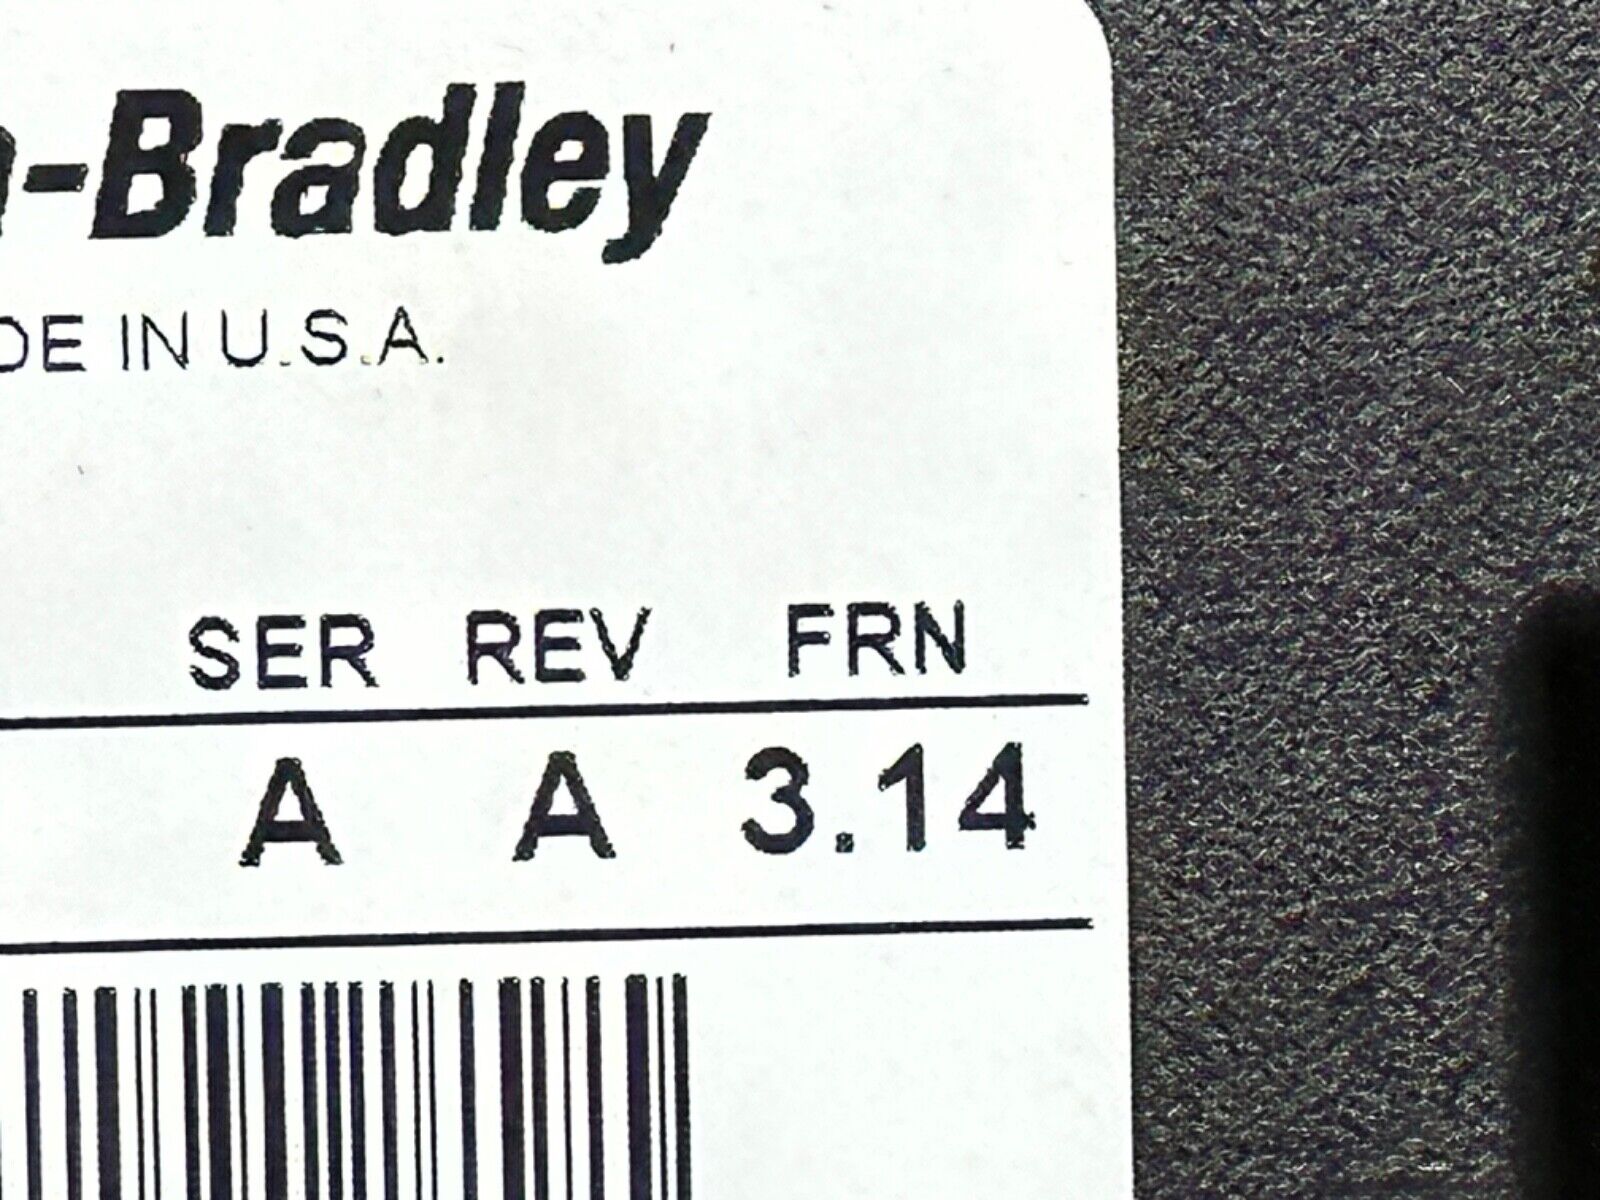 n-Bradley
DE IN U.S.A.
SER REV FRN
A A 3.14